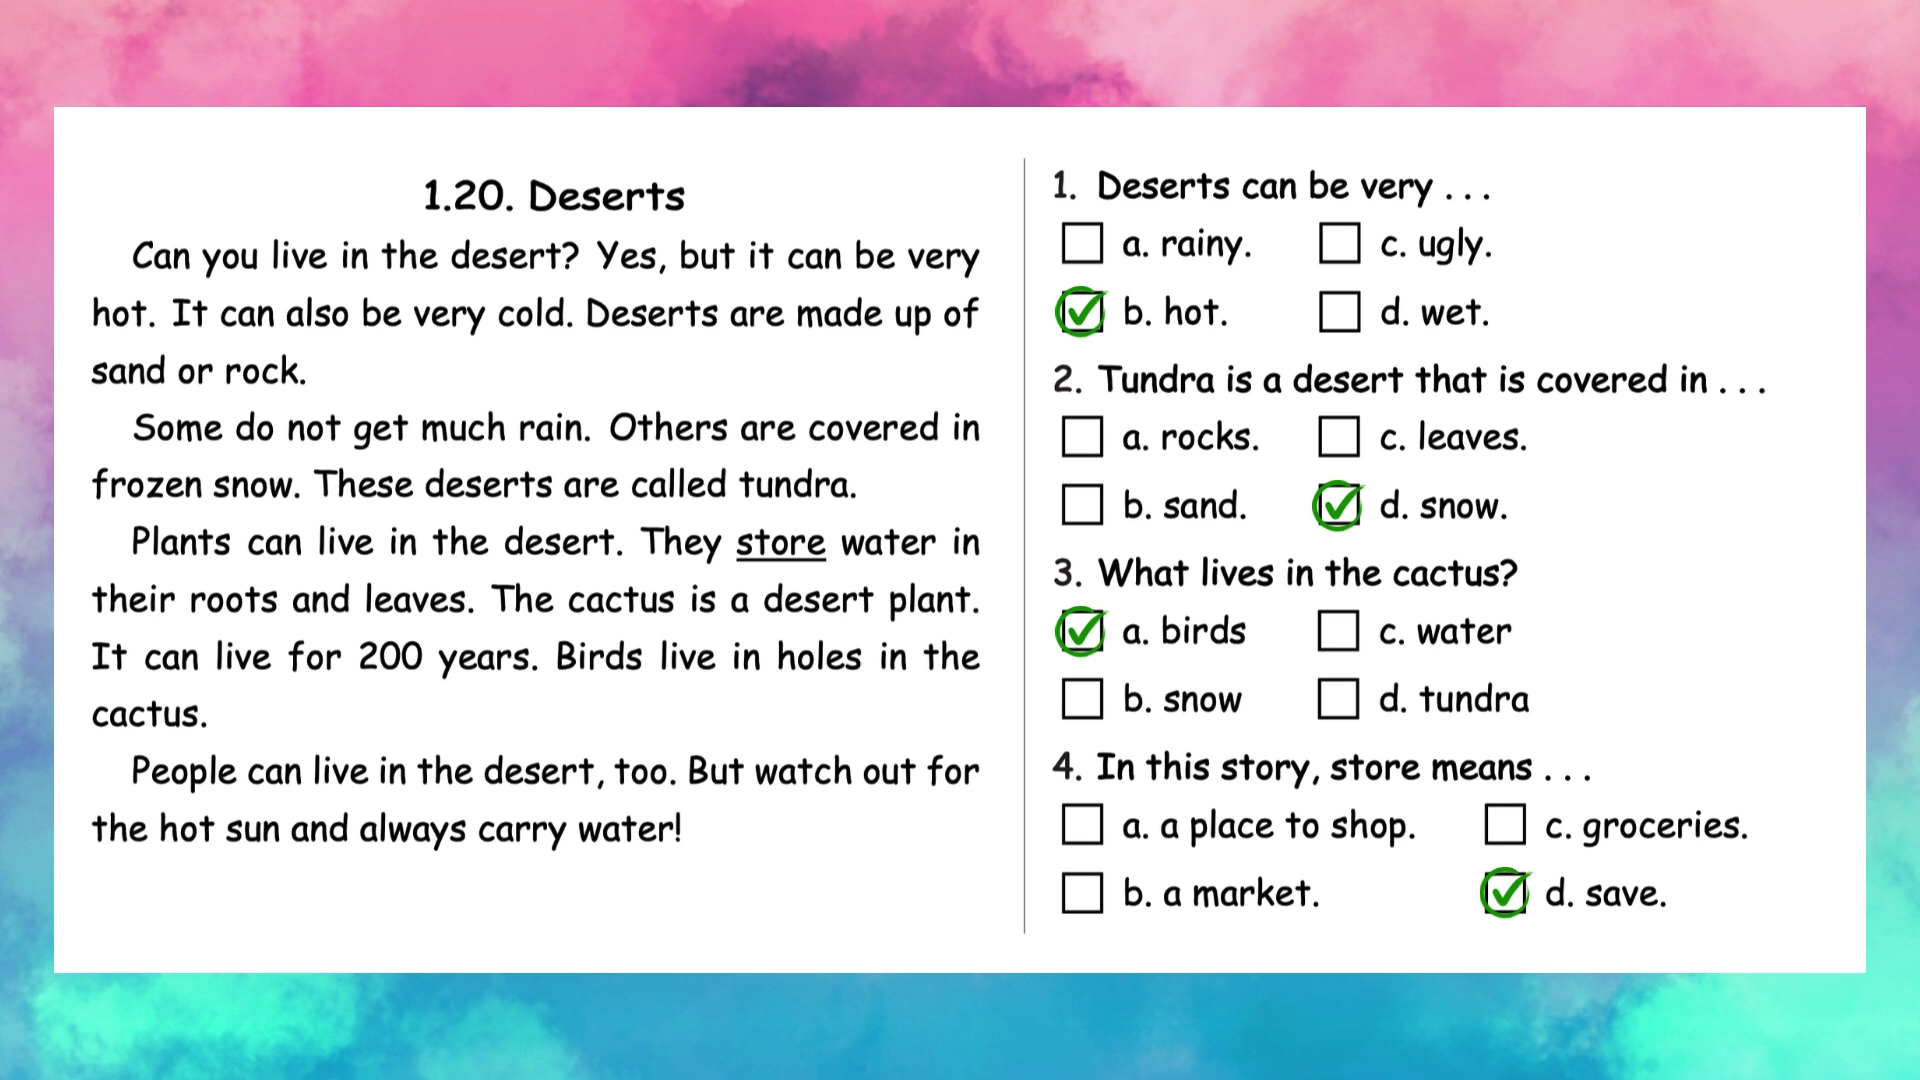 1.20. Deserts
Can you live in the desert? Yes, but it can be very
hot. It can also be very cold. Deserts are made up of
sand or rock.
Some do not get much rain. Others are covered in
frozen snow. These deserts are called tundra.
Plants can live in the desert. They store water in
their roots and leaves. The cactus is a desert plant.
It can live for 200 years. Birds live in holes in the
cactus.
People can live in the desert, too. But watch out for
the hot sun and always carry water!
1. Deserts can be very . . .
a. rainy. c. ugly.
b. hot. d. wet.
2. Tundra is a desert that is covered in . . .
a. rocks. c. leaves.
b. sand. d. snow.
3. What lives in the cactus?
a. birds c. water
b. snow d. tundra
4. In this story, store means . . .
a. a place to shop. c. groceries.
b. a market. d. save.